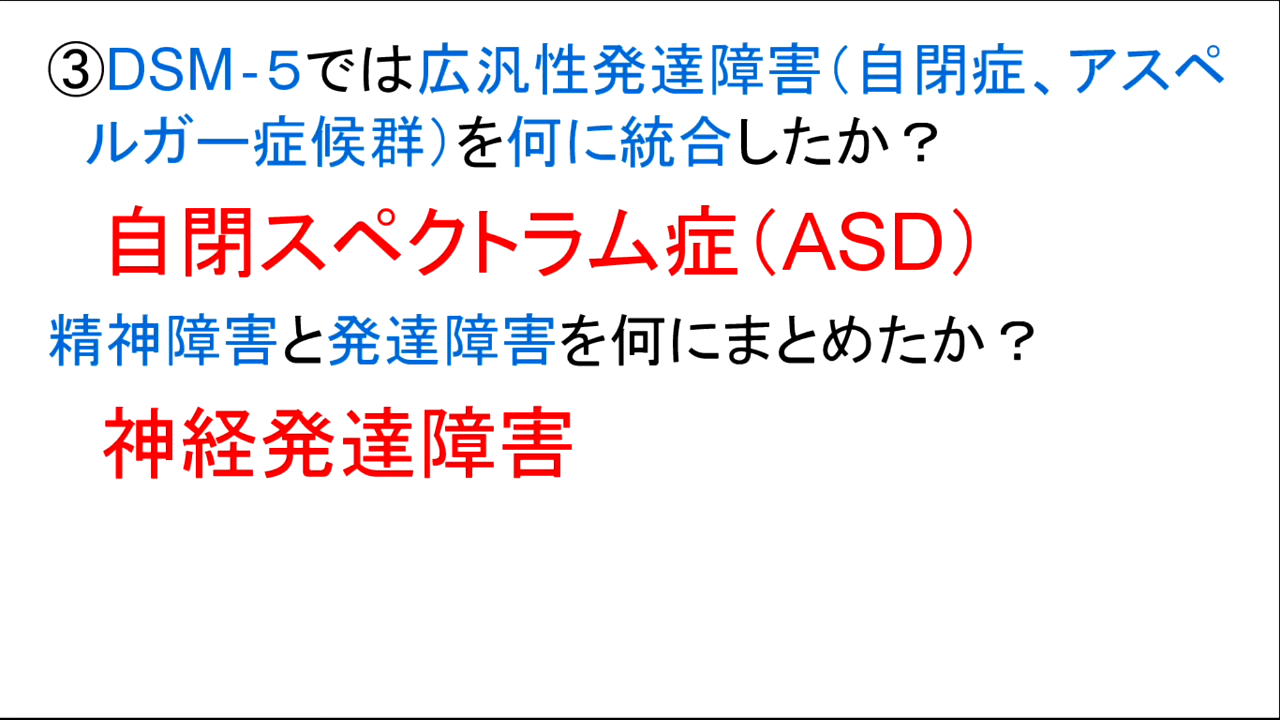 ③DSM-５では広汎性発達障害（自閉症、アスペ
ルガー症候群）を何に統合したか？
自閉スペクトラム症（ASD）
精神障害と発達障害を何にまとめたか？
神経発達障害